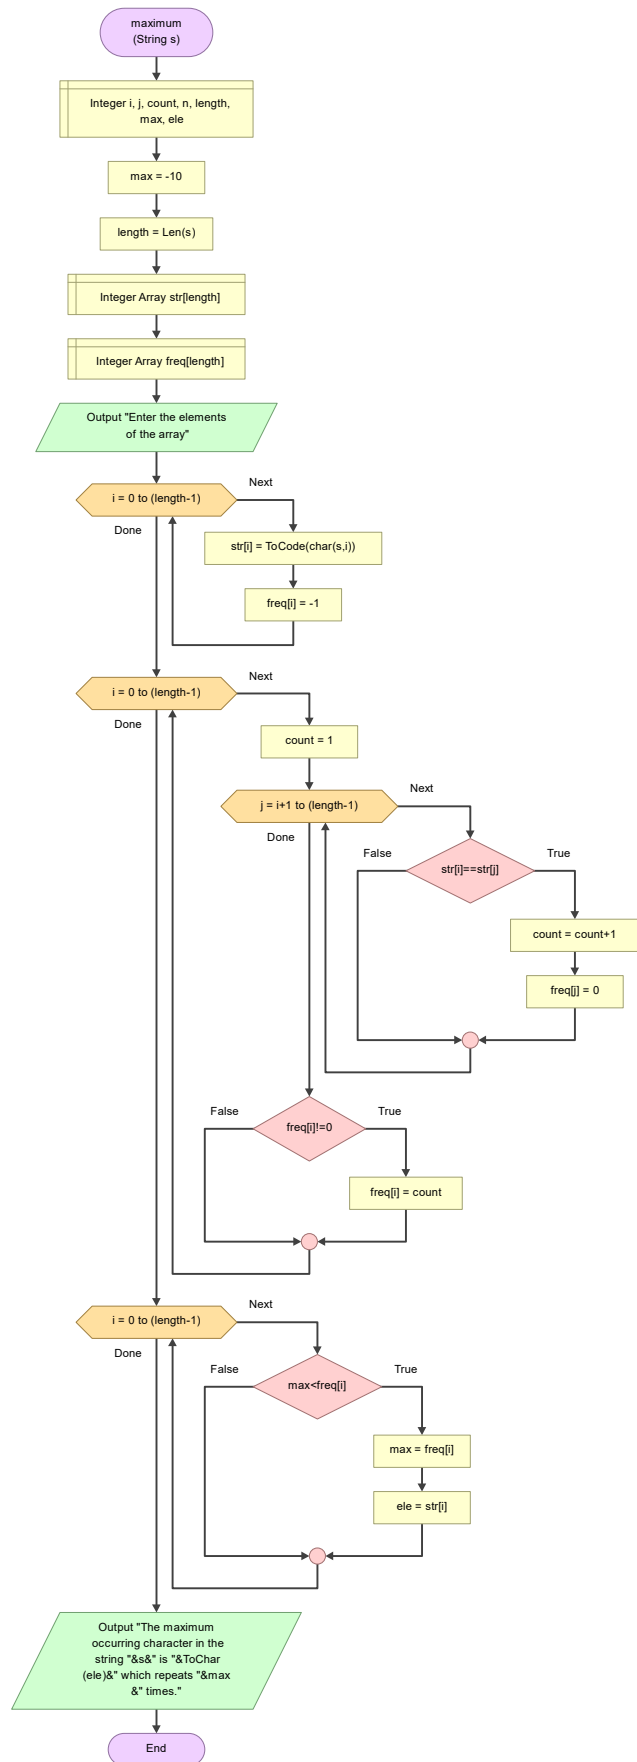 maximum
(String s)
Integer i, j, count, n, length,
max, ele
max = -10
length = Len(s)
Integer Array str[length]
Integer Array freq[length]
Output "Enter the elements
of the array"
i = 0 to (length-1)
Next
Done
str[i] = ToCode(char(s,i))
freq[i] = -1
i = 0 to (length-1)
Next
Done
count = 1
j = i+1 to (length-1)
Next
Done
str[i]==str[j]
False
True
count = count+1
freq[j] = 0
freq[i]!=0
False
True
freq[i] = count
i = 0 to (length-1)
Next
Done
max<freq[i]
False
True
max = freq[i]
ele = str[i]
Output "The maximum
occurring character in the
string "&s&" is "&ToChar
(ele)&" which repeats "&max
&" times."
End